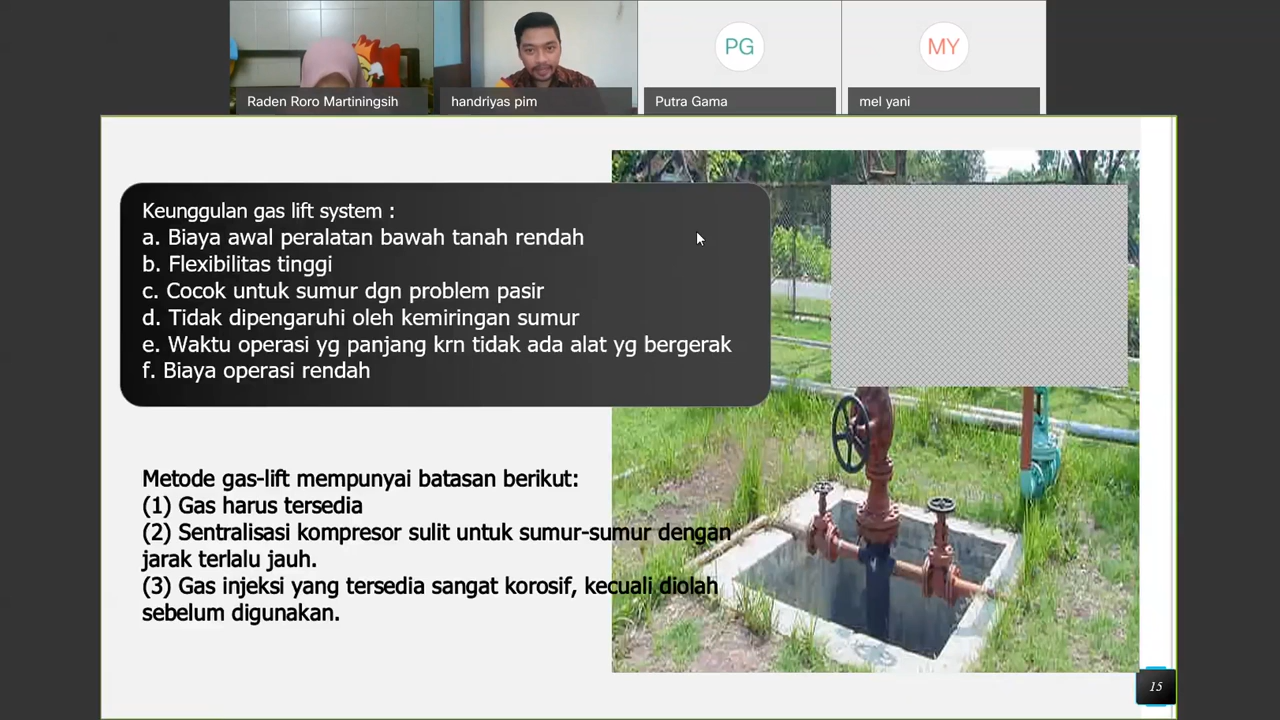 PG
MY
Raden Roro Martiningsih
handriyas pim
Putra Gama
mel yani
Keunggulan gas lift system :
a. Biaya awal peralatan bawah tanah rendah
b. Flexibilitas tinggi
c. Cocok untuk sumur dgn problem pasir
d. Tidak dipengaruhi oleh kemiringan sumur
e. Waktu operasi yg panjang krn tidak ada alat yg bergerak
f. Biaya operasi rendah
Metode gas-lift mempunyai batasan berikut:
(1) Gas harus tersedia
(2) Sentralisasi kompresor sulit untuk sumur-sumur dengan
jarak terlalu jauh.
(3) Gas injeksi yang tersedia sangat korosif, kecuali diolah
sebelum digunakan.
15